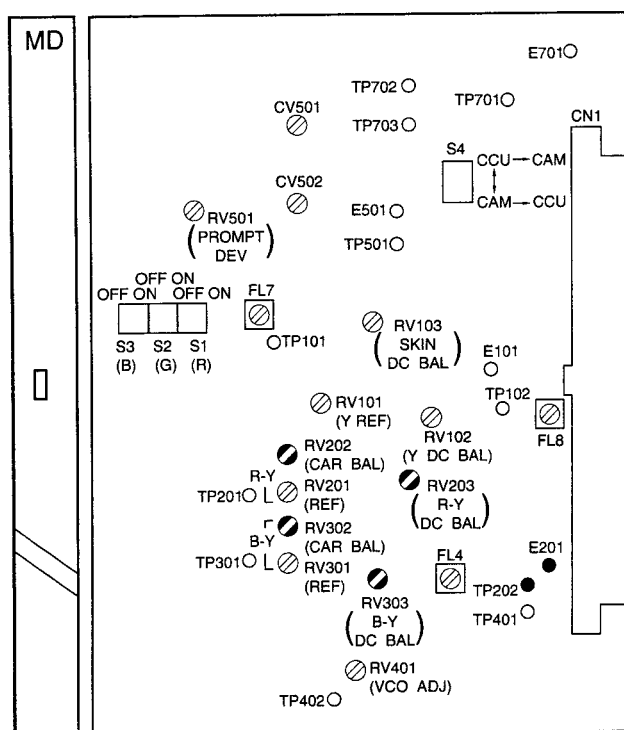 MD
E701
TP702
TP701
CV501
TP703
CN1
S4
CCU CAM
CAM CCU
CV502
RV501
(PROMPT
DEV)
E501
TP501
OFF ON
OFF ON
OFF ON
FL7
S3
(B)
S2
(G)
S1
(R)
TP101
RV103
(SKIN
DC BAL)
E101
TP102
FL8
RV101
(Y REF)
RV102
(Y DC BAL)
RV202
(CAR BAL)
R-Y
TP201
RV201
(REF)
RV203
(R-Y
DC BAL)
RV302
(CAR BAL)
B-Y
TP301
RV301
(REF)
FL4
E201
TP202
TP401
RV303
(B-Y
DC BAL)
RV401
(VCO ADJ)
TP402